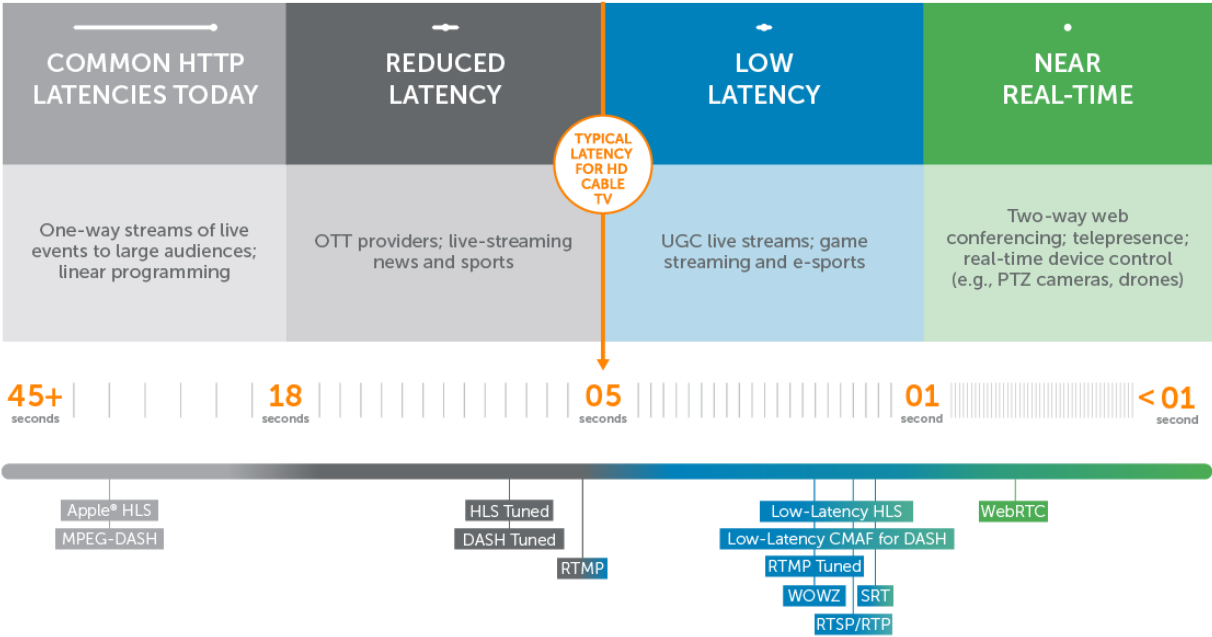 COMMON HTTP
LATENCIES TODAY
REDUCED
LATENCY
LOW
LATENCY
NEAR
REAL-TIME
TYPICAL
LATENCY
FOR HD
CABLE
TV
One-way streams of live
events to large audiences;
linear programming
OTT providers; live-streaming
news and sports
UGC live streams; game
streaming and e-sports
Two-way web
conferencing; telepresence;
real-time device control
(e.g., PTZ cameras, drones)
45+
seconds
18
seconds
05
seconds
01
seconds
< 01
second
Apple® HLS
MPEG-DASH
HLS Tuned
DASH Tuned
RTMP
Low-Latency HLS
Low-Latency CMAF for DASH
RTMP Tuned
WOWZ
SRT
RTSP/RTP
WebRTC